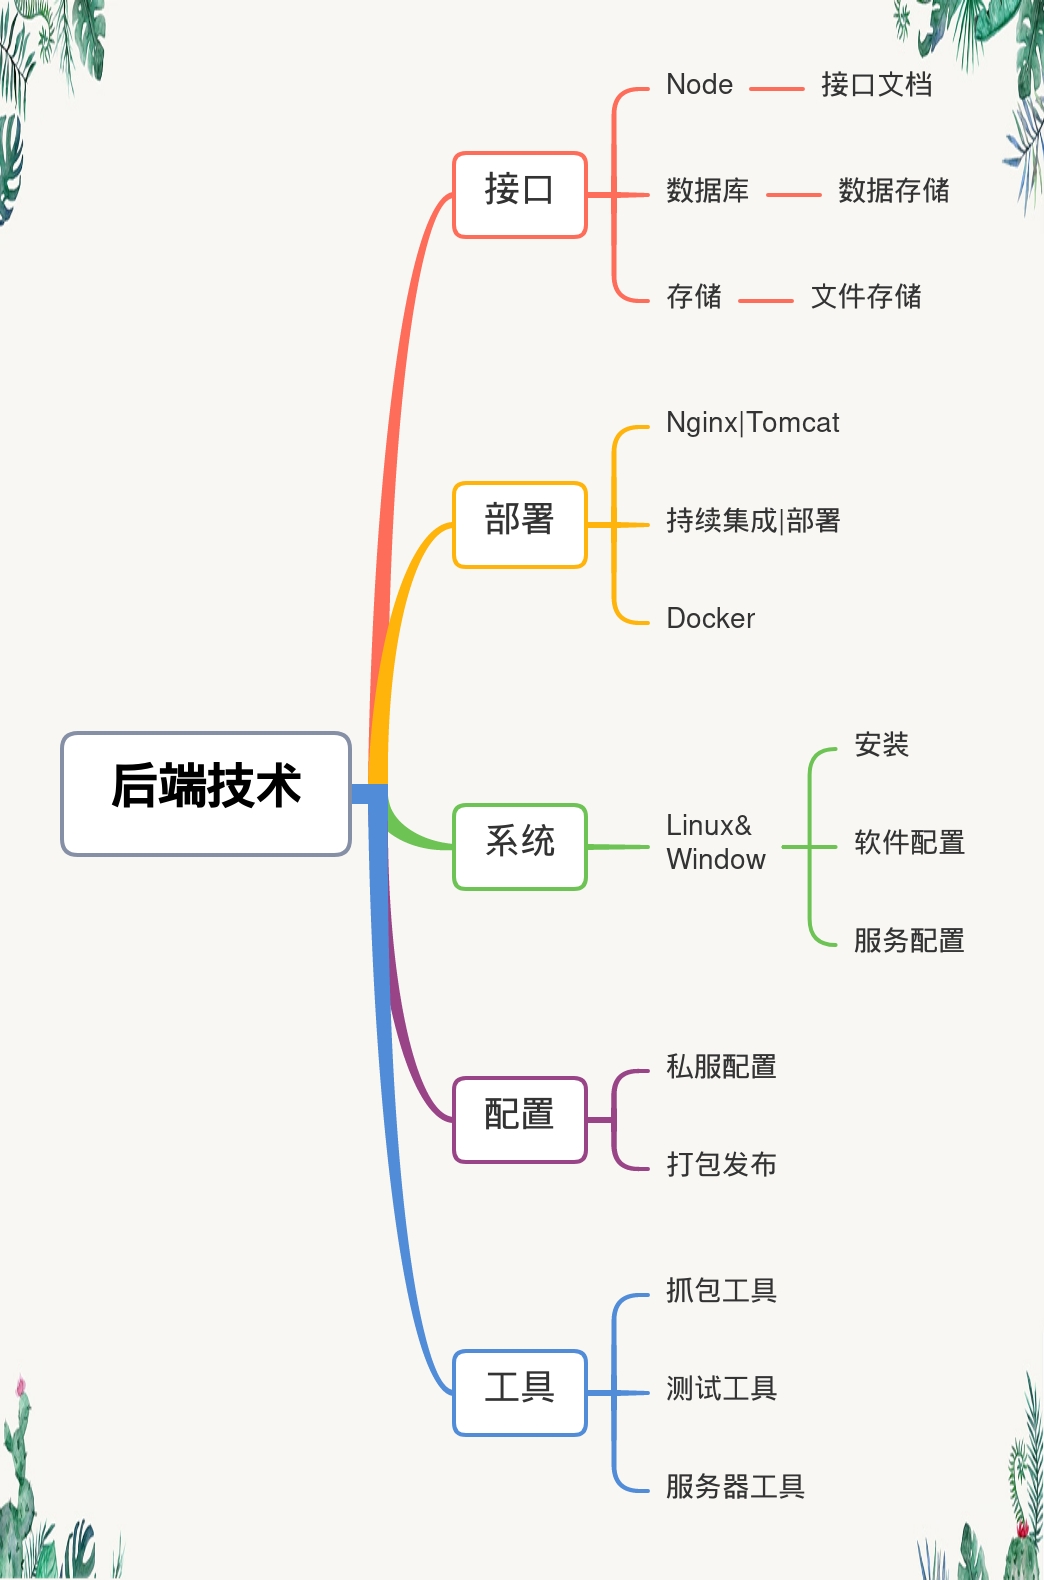 Node
接口文档
接口
数据库
数据存储
存储
文件存储
Nginx|Tomcat
部署
持续集成|部署
Docker
后端技术
系统
Linux&
Window
安装
软件配置
服务配置
配置
私服配置
打包发布
工具
抓包工具
测试工具
服务器工具